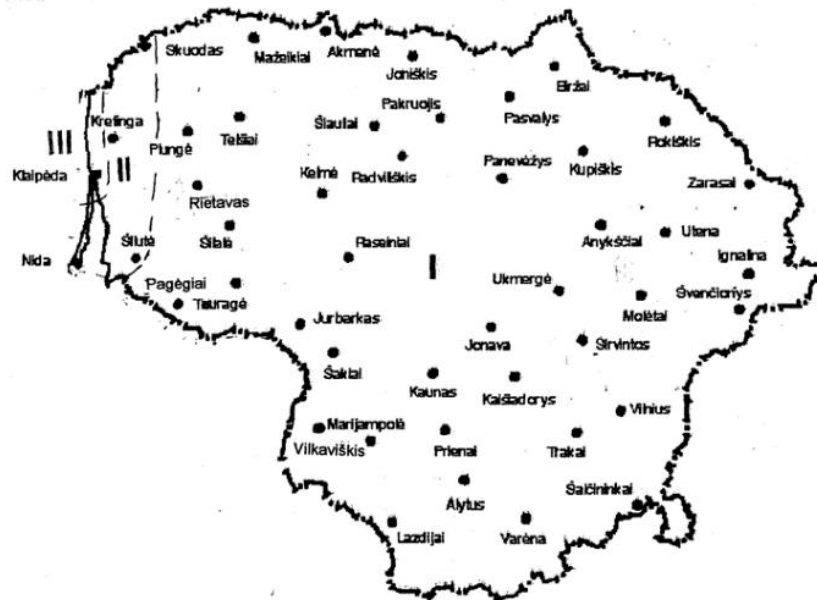 Skuodas
Mažeikiai
Akmenė
Joniškis
Biržai
Pakruojis
Pasvalys
Kretinga
Plungė
Telšiai
Šiauliai
Rokiškis
III
II
Klaipėda
Kelmė
Radviliškis
Panevėžys
Kupiškis
Zarasai
Rietavas
Nida
Šilutė
Šilalė
Raseiniai
I
Anykščiai
Utena
Ignalina
Pagėgiai
Tauragė
Ukmergė
Molėtai
Švenčionys
Jurbarkas
Jonava
Širvintos
Šakiai
Kaunas
Kaišiadorys
Vilnius
Marijampolė
Vilkaviškis
Prienai
Trakai
Alytus
Šalčininkai
Lazdijai
Varėna